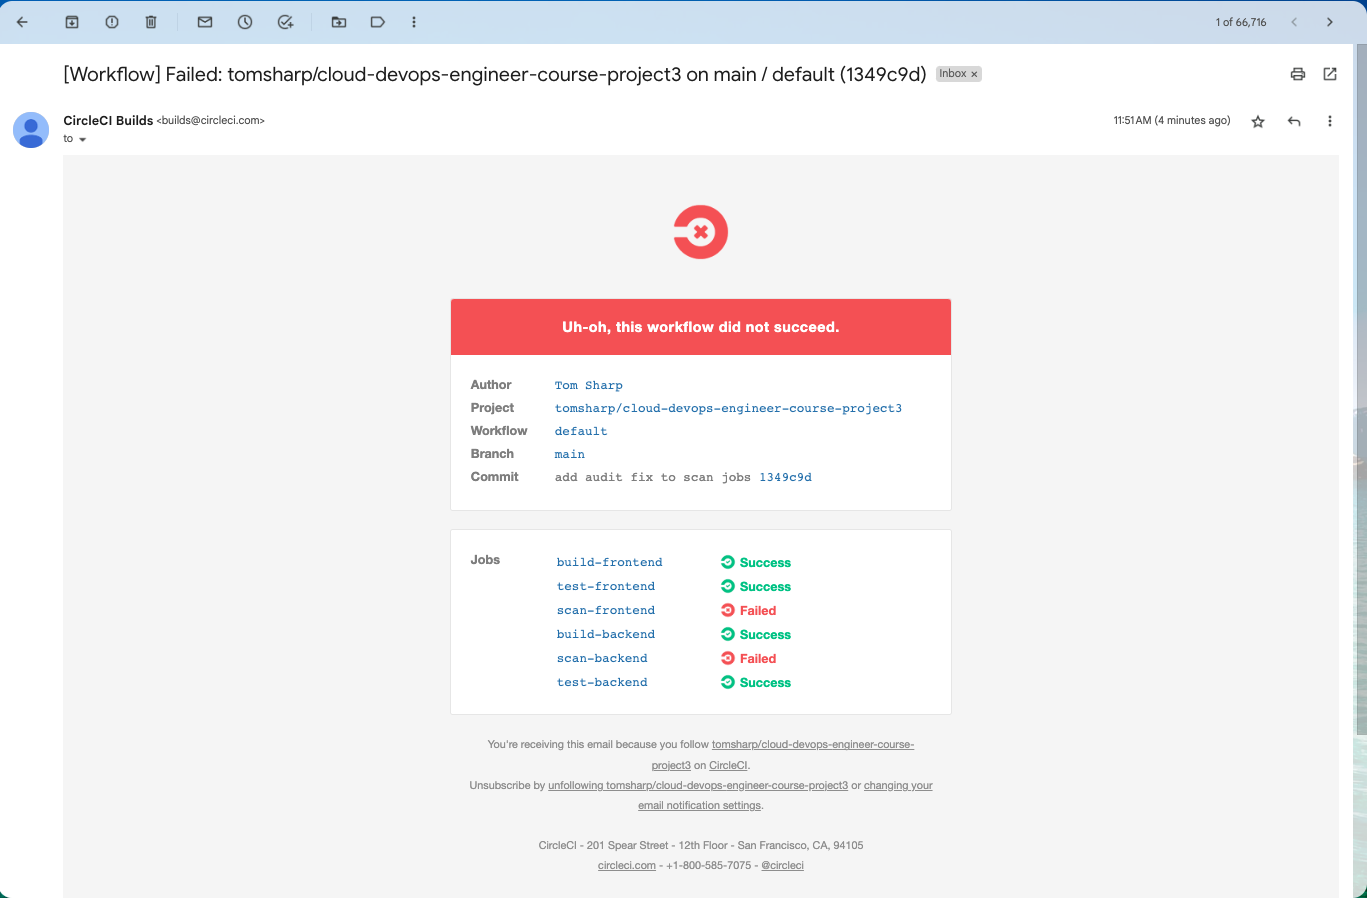 1 of 66,716
[Workflow] Failed: tomsharp/cloud-devops-engineer-course-project3 on main / default (1349c9d) Inbox ×
CircleCI Builds <builds@circleci.com> 11:51 AM (4 minutes ago)
to
Uh-oh, this workflow did not succeed.
Author Tom Sharp
Project tomsharp/cloud-devops-engineer-course-project3
Workflow default
Branch main
Commit add audit fix to scan jobs 1349c9d
Jobs build-frontend Success
test-frontend Success
scan-frontend Failed
build-backend Success
scan-backend Failed
test-backend Success
You're receiving this email because you follow tomsharp/cloud-devops-engineer-course-
project3 on CircleCI.
Unsubscribe by unfollowing tomsharp/cloud-devops-engineer-course-project3 or changing your
email notification settings.
CircleCI - 201 Spear Street - 12th Floor - San Francisco, CA, 94105
circleci.com - +1-800-585-7075 - @circleci